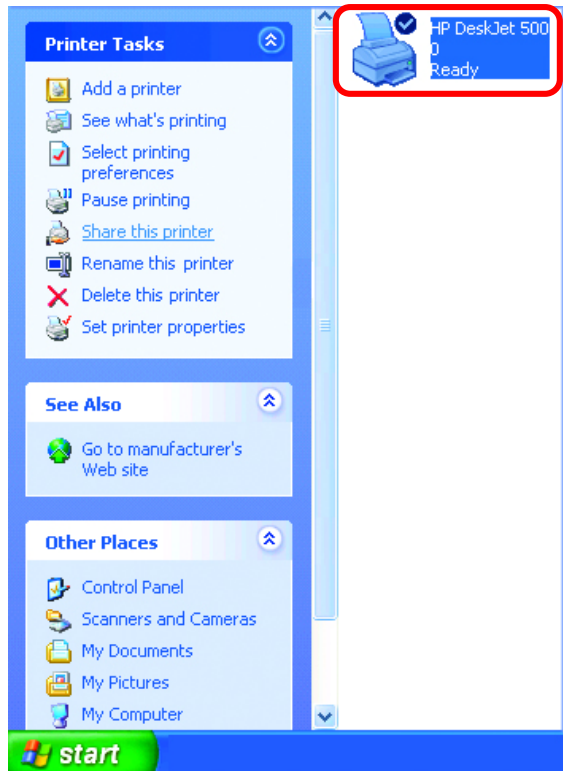 Printer Tasks
Add a printer
See what's printing
Select printing
preferences
Pause printing
Share this printer
Rename this printer
Delete this printer
Set printer properties
See Also
Go to manufacturer's
Web site
Other Places
Control Panel
Scanners and Cameras
My Documents
My Pictures
My Computer
HP DeskJet 500
0
Ready
start